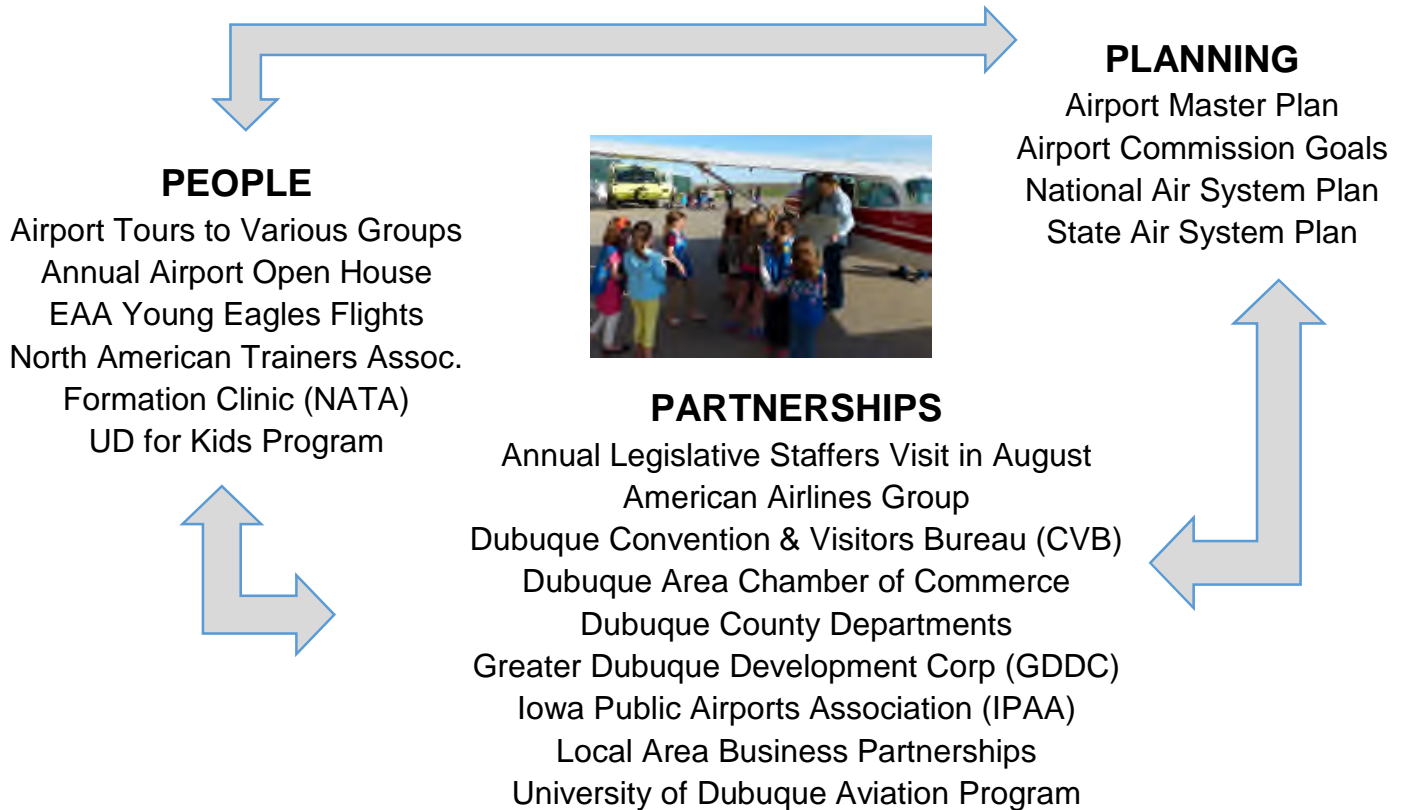 PEOPLE
Airport Tours to Various Groups
Annual Airport Open House
EAA Young Eagles Flights
North American Trainers Assoc.
Formation Clinic (NATA)
UD for Kids Program
PLANNING
Airport Master Plan
Airport Commission Goals
National Air System Plan
State Air System Plan
PARTNERSHIPS
Annual Legislative Staffers Visit in August
American Airlines Group
Dubuque Convention & Visitors Bureau (CVB)
Dubuque Area Chamber of Commerce
Dubuque County Departments
Greater Dubuque Development Corp (GDDC)
Iowa Public Airports Association (IPAA)
Local Area Business Partnerships
University of Dubuque Aviation Program